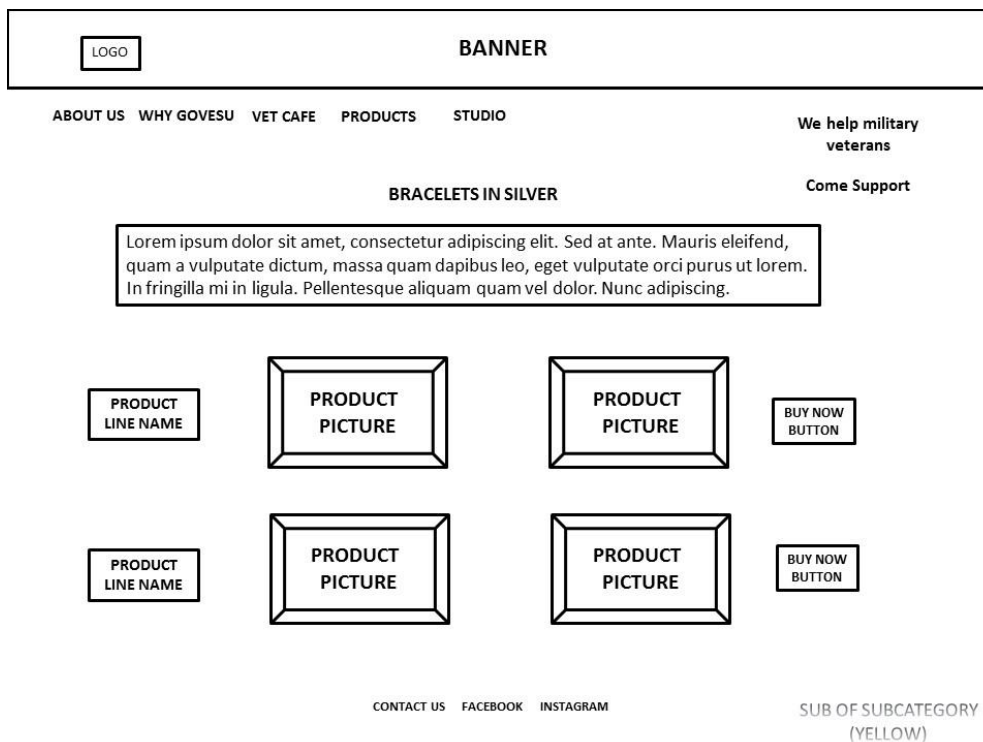 LOGO
BANNER
ABOUT US WHY GOVESU VET CAFE PRODUCTS STUDIO
We help military
veterans
Come Support
BRACELETS IN SILVER
Lorem ipsum dolor sit amet, consectetur adipiscing elit. Sed at ante. Mauris eleifend,
quam a vulputate dictum, massa quam dapibus leo, eget vulputate orci purus ut lorem.
In fringilla mi in ligula. Pellentesque aliquam quam vel dolor. Nunc adipiscing.
PRODUCT
LINE NAME
PRODUCT
PICTURE
PRODUCT
PICTURE
BUY NOW
BUTTON
PRODUCT
LINE NAME
PRODUCT
PICTURE
PRODUCT
PICTURE
BUY NOW
BUTTON
CONTACT US FACEBOOK INSTAGRAM
SUB OF SUBCATEGORY
(YELLOW)